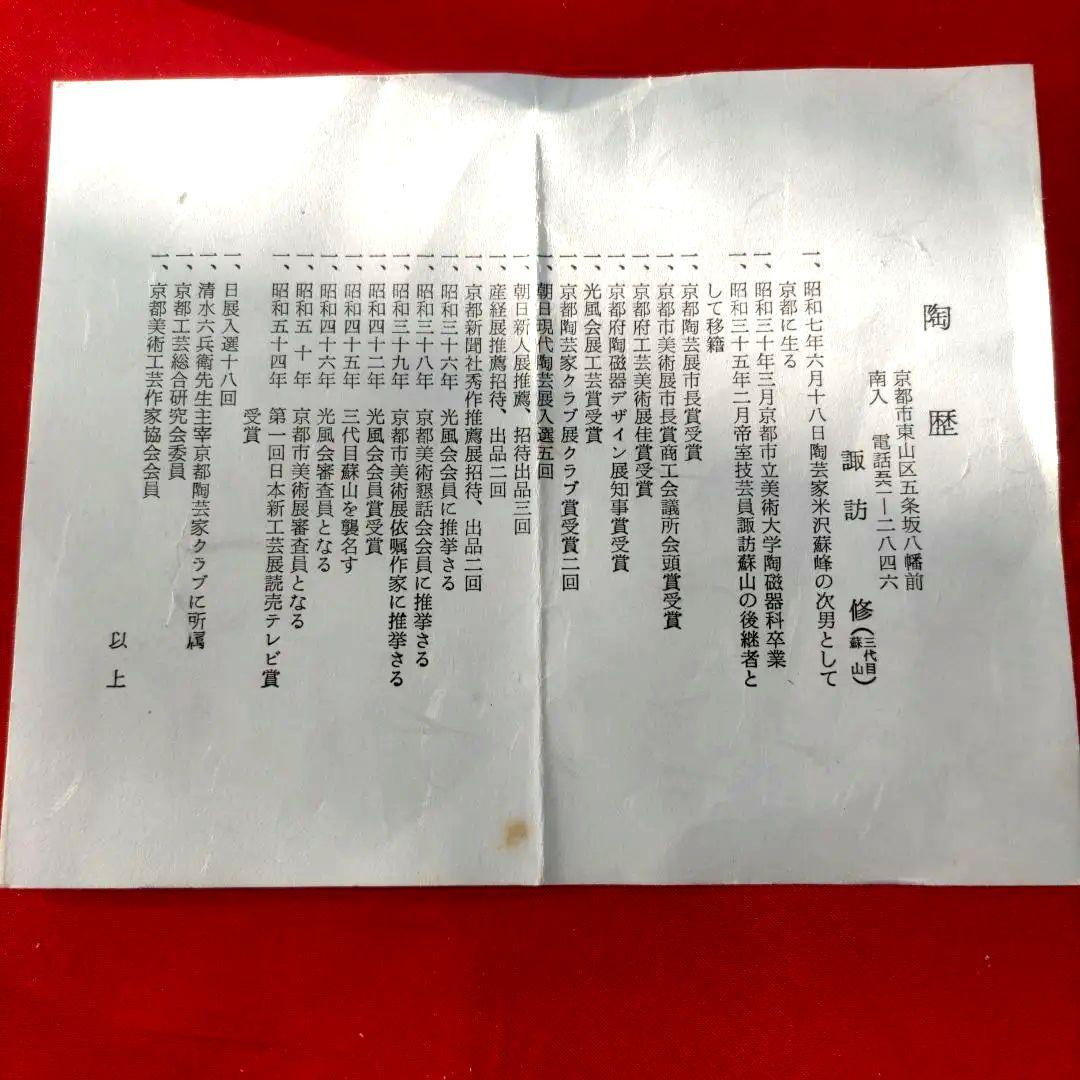 陶歴
京都市東山区五条坂八幡前
南入　電話吾一―二八四六
諏訪　修（三代目蘇山）
一、昭和七年六月十八日陶芸家米沢蘇峰の次男として
京都に生る
一、昭和三十年三月京都市立美術大学陶磁器科卒業
一、昭和三十五年二月帝室技芸員諏訪蘇山の後継者と
して移籍
一、京都陶芸展市長賞受賞
一、京都市美術展市長賞商工会議所会頭賞受賞
一、京都府工芸美術展佳賞受賞
一、京都府陶磁器デザイン展知事賞受賞
一、光風会展工芸賞受賞
一、京都陶芸家クラブ展クラブ賞受賞二回
一、朝日現代陶芸展入選五回
一、朝日新人展推薦、招待出品三回
一、産経展推薦招待、出品二回
一、京都新聞社秀作推薦展招待、出品二回
一、昭和三十六年　光風会会員に推挙さる
一、昭和三十八年　京都美術懇話会会員に推挙さる
一、昭和三十九年　京都市美術展依嘱作家に推挙さる
一、昭和四十二年　光風会会員賞受賞
一、昭和四十五年　三代目蘇山を襲名す
一、昭和四十六年　光風会審査員となる
一、昭和五十年　京都市美術展審査員となる
一、昭和五十四年　第一回日本新工芸展読売テレビ賞
受賞
一、日展入選十八回
一、清水六兵衛先生主宰京都陶芸家クラブに所属
一、京都工芸総合研究会委員
一、京都美術工芸作家協会会員
以上